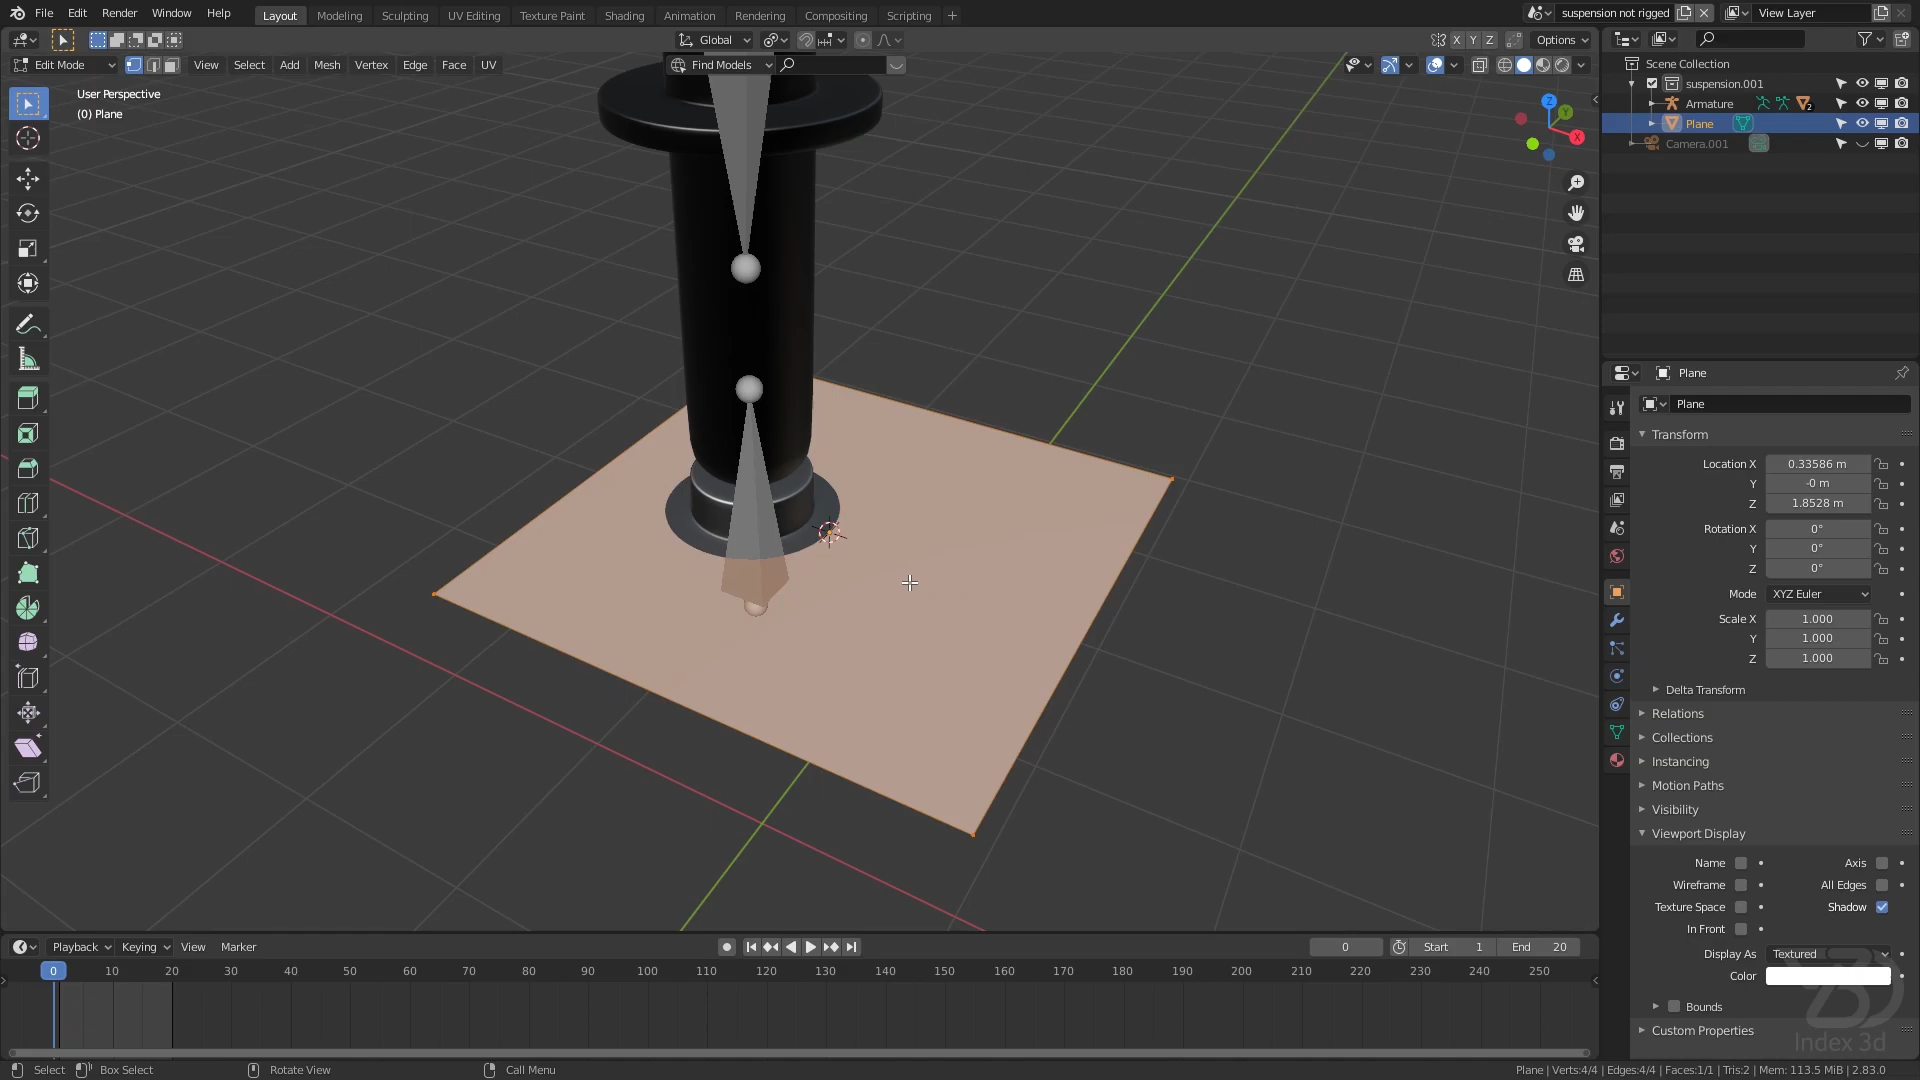 File Edit Render Window Help Layout Modeling Sculpting UV Editing Texture Paint Shading Animation Rendering Compositing Scripting + suspension not rigged View Layer
Global Options
Edit Mode View Select Add Mesh Vertex Edge Face UV Find Models
X Y Z
User Perspective
(0) Plane
Z
Y
X
Scene Collection
suspension.001
Armature 2
Plane
Camera.001
Plane
Plane
Transform
Location X 0.33586 m
Y -0 m
Z 1.8528 m
Rotation X 0°
Y 0°
Z 0°
Mode XYZ Euler
Scale X 1.000
Y 1.000
Z 1.000
Delta Transform
Relations
Collections
Instancing
Motion Paths
Visibility
Viewport Display
Name Axis
Wireframe All Edges
Texture Space Shadow
In Front
Display As Textured
Color
Bounds
Custom Properties
Index 3d
Playback Keying View Marker 0 Start 1 End 20
0 10 20 30 40 50 60 70 80 90 100 110 120 130 140 150 160 170 180 190 200 210 220 230 240 250
Select Box Select Rotate View Call Menu Plane | Verts:4/4 | Edges:4/4 | Faces:1/1 | Tris:2 | Mem: 113.5 MiB | 2.83.0